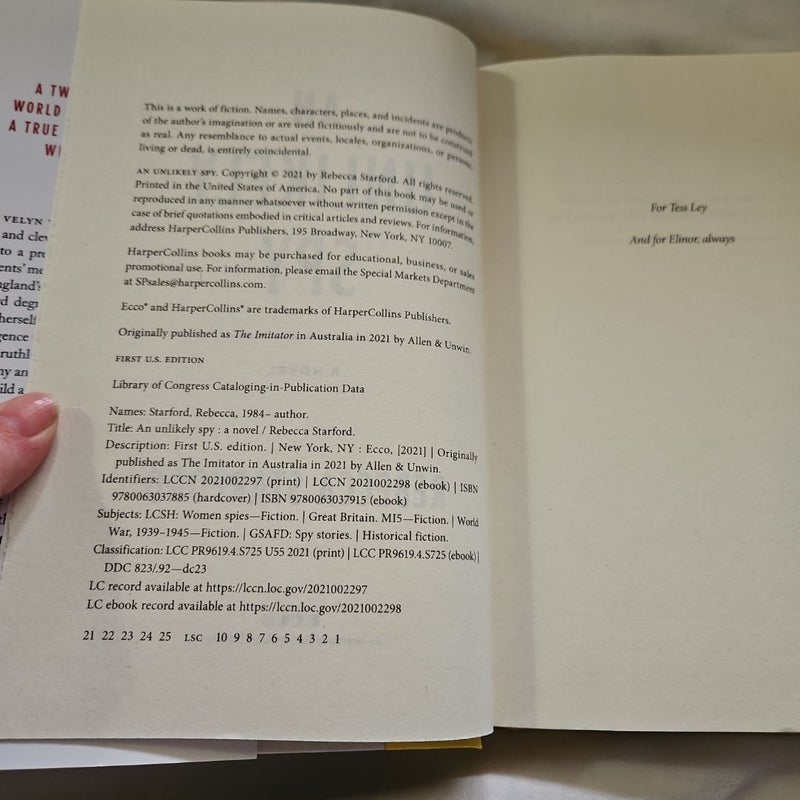 A TW
WORLD
A TRUE
VELYN
and clev
to a pre
ents' me
ngland's
rd degr
herself
gence
ruthl
ny an
ild a
This is a work of fiction. Names, characters, places, and incidents are products
of the author's imagination or are used fictitiously and are not to be construed
as real. Any resemblance to actual events, locales, organizations, or persons,
living or dead, is entirely coincidental.
AN UNLIKELY SPY. Copyright © 2021 by Rebecca Starford. All rights reserved.
Printed in the United States of America. No part of this book may be used or
reproduced in any manner whatsoever without written permission except in the
case of brief quotations embodied in critical articles and reviews. For information,
address HarperCollins Publishers, 195 Broadway, New York, NY 10007.
HarperCollins books may be purchased for educational, business, or sales
promotional use. For information, please email the Special Markets Department
at SPsales@harpercollins.com.
Ecco® and HarperCollins® are trademarks of HarperCollins Publishers.
Originally published as The Imitator in Australia in 2021 by Allen & Unwin.
FIRST U.S. EDITION
Library of Congress Cataloging-in-Publication Data
Names: Starford, Rebecca, 1984– author.
Title: An unlikely spy : a novel / Rebecca Starford.
Description: First U.S. edition. | New York, NY : Ecco, [2021] | Originally
published as The Imitator in Australia in 2021 by Allen & Unwin.
Identifiers: LCCN 2021002297 (print) | LCCN 2021002298 (ebook) | ISBN
9780063037885 (hardcover) | ISBN 9780063037915 (ebook)
Subjects: LCSH: Women spies—Fiction. | Great Britain. MI5—Fiction. | World
War, 1939–1945—Fiction. | GSAFD: Spy stories. | Historical fiction.
Classification: LCC PR9619.4.S725 U55 2021 (print) | LCC PR9619.4.S725 (ebook) |
DDC 823/.92—dc23
LC record available at https://lccn.loc.gov/2021002297
LC ebook record available at https://lccn.loc.gov/2021002298
21 22 23 24 25 LSC 10 9 8 7 6 5 4 3 2 1
For Tess Ley
And for Elinor, always